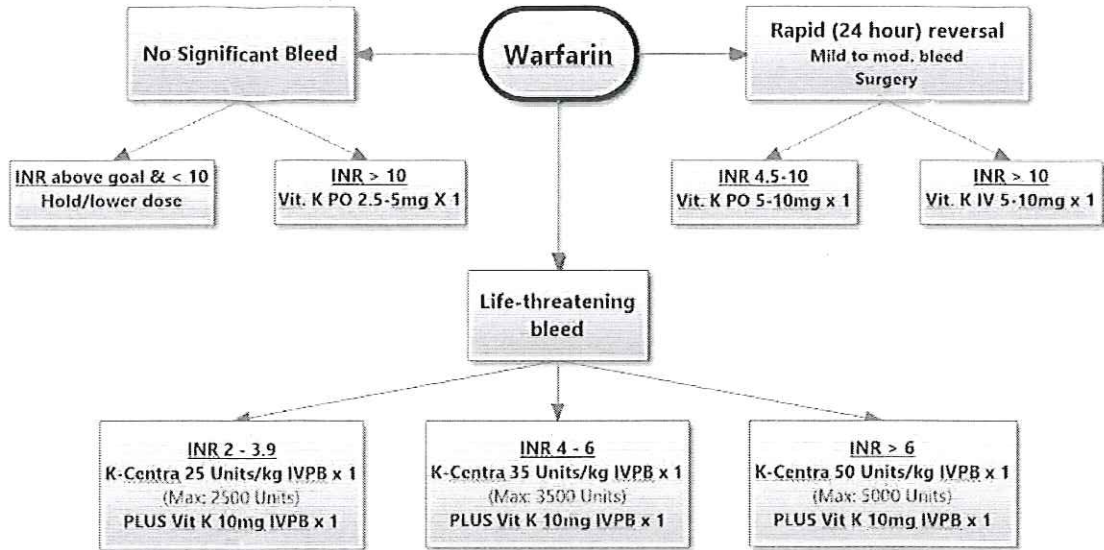 No Significant Bleed
Warfarin
Rapid (24 hour) reversal
Mild to mod. bleed
Surgery
INR above goal & < 10
Hold/lower dose
INR > 10
Vit. K PO 2.5-5mg X 1
INR 4.5-10
Vit. K PO 5-10mg x 1
INR > 10
Vit. K IV 5-10mg x 1
Life-threatening
bleed
INR 2 - 3.9
K-Centra 25 Units/kg IVPB x 1
(Max: 2500 Units)
PLUS Vit K 10mg IVPB x 1
INR 4 - 6
K-Centra 35 Units/kg IVPB x 1
(Max: 3500 Units)
PLUS Vit K 10mg IVPB x 1
INR > 6
K-Centra 50 Units/kg IVPB x 1
(Max: 5000 Units)
PLUS Vit K 10mg IVPB x 1